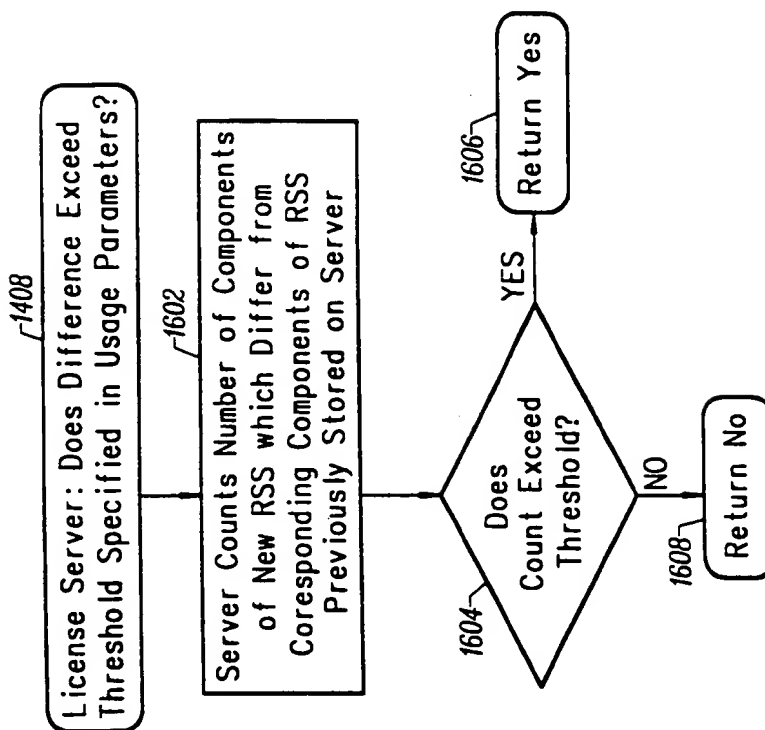 1408
License Server: Does Difference Exceed
Threshold Specified in Usage Parameters?
1602
Server Counts Number of Components
of New RSS which Differ from
Coresponding Components of RSS
Previously Stored on Server
1604
Does
Count Exceed
Threshold?
YES
1606
Return Yes
NO
1608
Return No